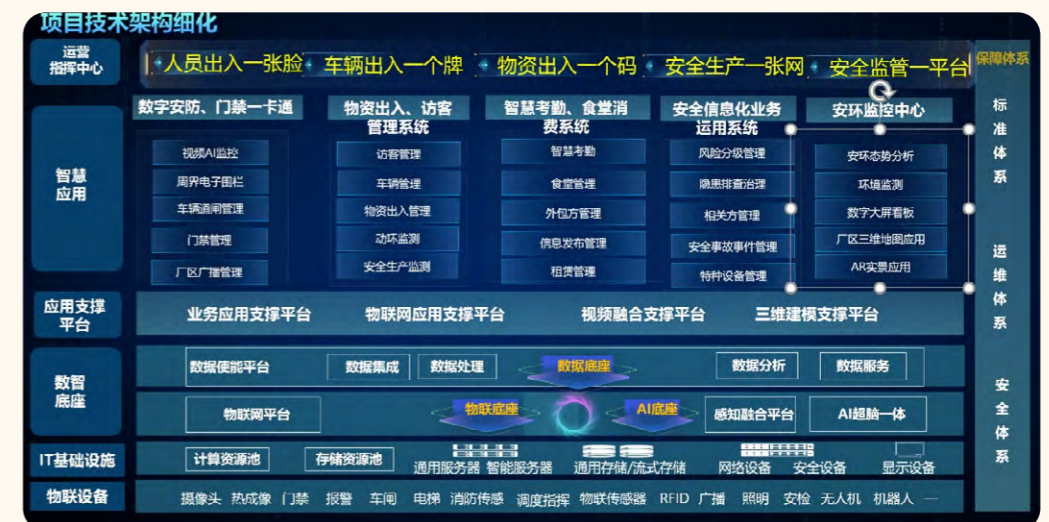 项目技术架构细化
运营
指挥中心
人员出入一张脸
车辆出入一个牌
物资出入一个码
安全生产一张网
安全监管一平台
保障体系
智慧
应用
数字安防、门禁一卡通
视频AI监控
周界电子围栏
车辆道闸管理
门禁管理
厂区广播管理
物资出入、访客
管理系统
访客管理
车辆管理
物资出入管理
动环监测
安全生产监测
智慧考勤、食堂消
费系统
智慧考勤
食堂管理
外包方管理
信息发布管理
租赁管理
安全信息化业务
运用系统
风险分级管理
隐患排查治理
相关方管理
安全事故事件管理
特种设备管理
安环监控中心
安环态势分析
环境监测
数字大屏看板
厂区三维地图应用
AR实景应用
标准体系
运维体系
安全体系
应用支撑
平台
业务应用支撑平台
物联网应用支撑平台
视频融合支撑平台
三维建模支撑平台
数智
底座
数据使能平台
数据集成
数据处理
数据底座
数据分析
数据服务
物联网平台
物联底座
AI底座
感知融合平台
AI超脑一体
IT基础设施
计算资源池
存储资源池
通用服务器 智能服务器
通用存储/流式存储
网络设备
安全设备
显示设备
物联设备
摄像头 热成像 门禁 报警 车闸 电梯 消防传感 调度指挥 物联传感器 RFID 广播 照明 安检 无人机 机器人 —